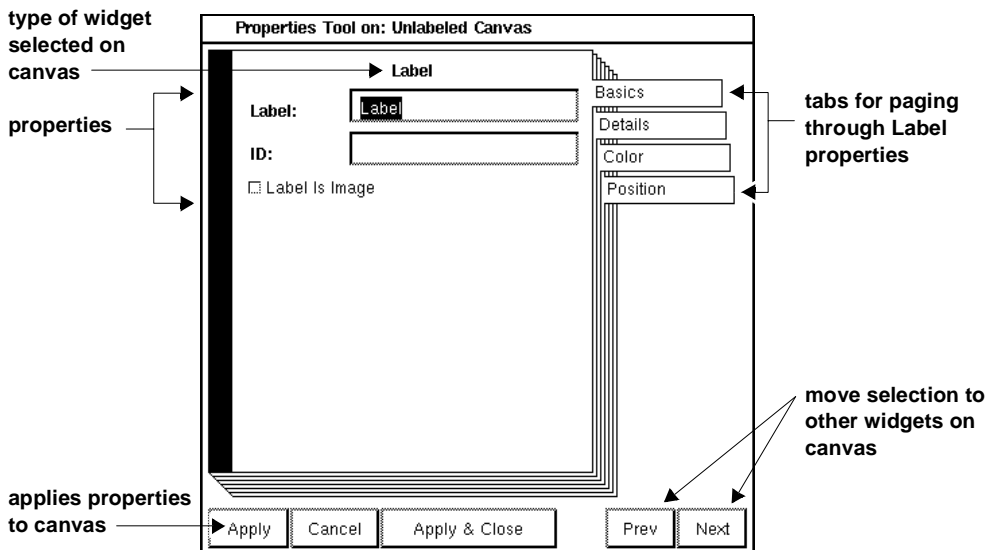 type of widget
selected on
canvas
Properties Tool on: Unlabeled Canvas
Label
properties
Label:
Label
ID:
Label Is Image
Basics
Details
Color
Position
tabs for paging
through Label
properties
move selection to
other widgets on
canvas
applies properties
to canvas
Apply
Cancel
Apply & Close
Prev
Next